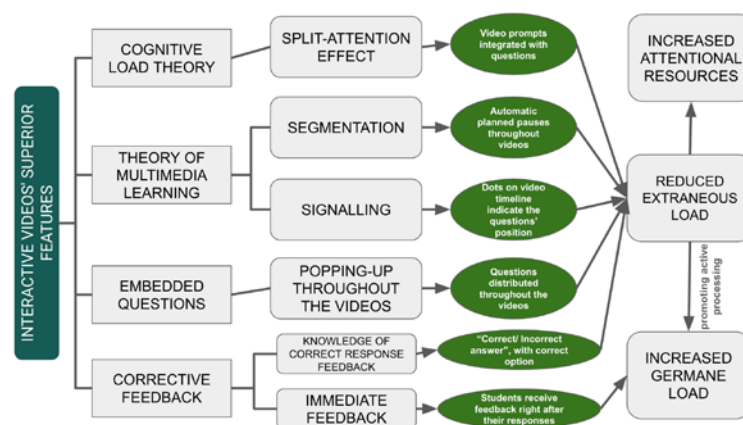 INTERACTIVE VIDEOS' SUPERIOR
FEATURES
COGNITIVE
LOAD THEORY
SPLIT-ATTENTION
EFFECT
Video prompts
integrated with
questions
THEORY OF
MULTIMEDIA
LEARNING
SEGMENTATION
Automatic
planned pauses
throughout
videos
SIGNALLING
Dots on video
timeline
indicate the
questions'
position
EMBEDDED
QUESTIONS
POPPING-UP
THROUGHOUT
THE VIDEOS
Questions
distributed
throughout the
videos
CORRECTIVE
FEEDBACK
KNOWLEDGE OF
CORRECT RESPONSE
FEEDBACK
"Correct/ Incorrect
answer", with correct
option
IMMEDIATE
FEEDBACK
Students receive
feedback right after
their responses
INCREASED
ATTENTIONAL
RESOURCES
REDUCED
EXTRANEOUS
LOAD
promoting active
processing
INCREASED
GERMANE
LOAD